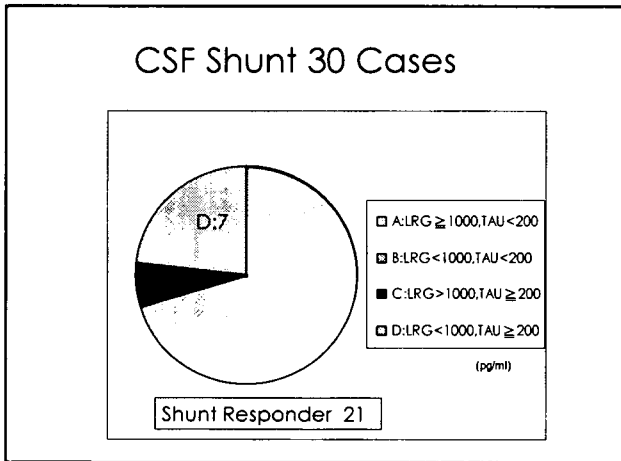 CSF Shunt 30 Cases
D:7
A:LRG≧1000,TAU<200
B:LRG<1000,TAU<200
C:LRG>1000,TAU≧200
D:LRG<1000,TAU≧200
(pg/ml)
Shunt Responder 21